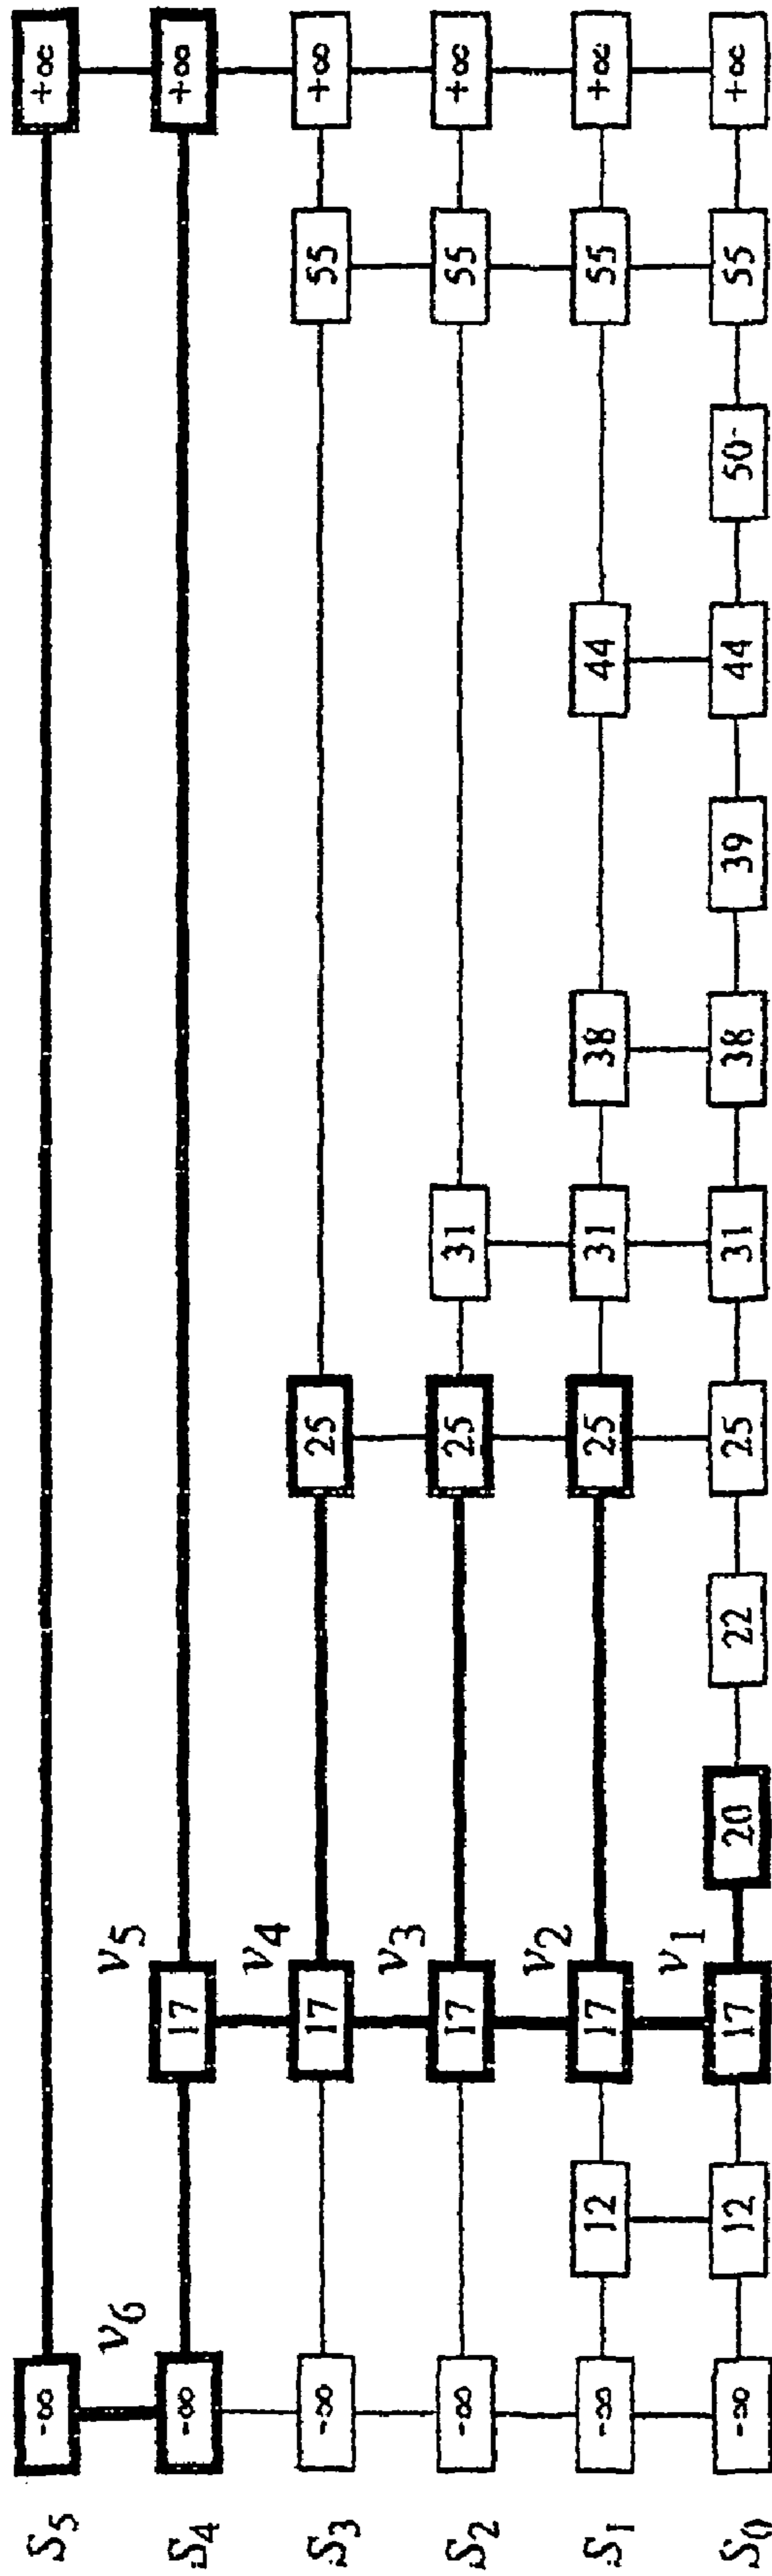 S5 -∞ +∞
v6 v5
S4 -∞ 17 +∞
v4
S3 -∞ 17 25 55 +∞
v3
S2 -∞ 17 25 31 55 +∞
v2
S1 -∞ 12 17 25 31 38 44 55 +∞
v1
S0 -∞ 12 17 20 22 25 31 38 39 44 50 55 +∞